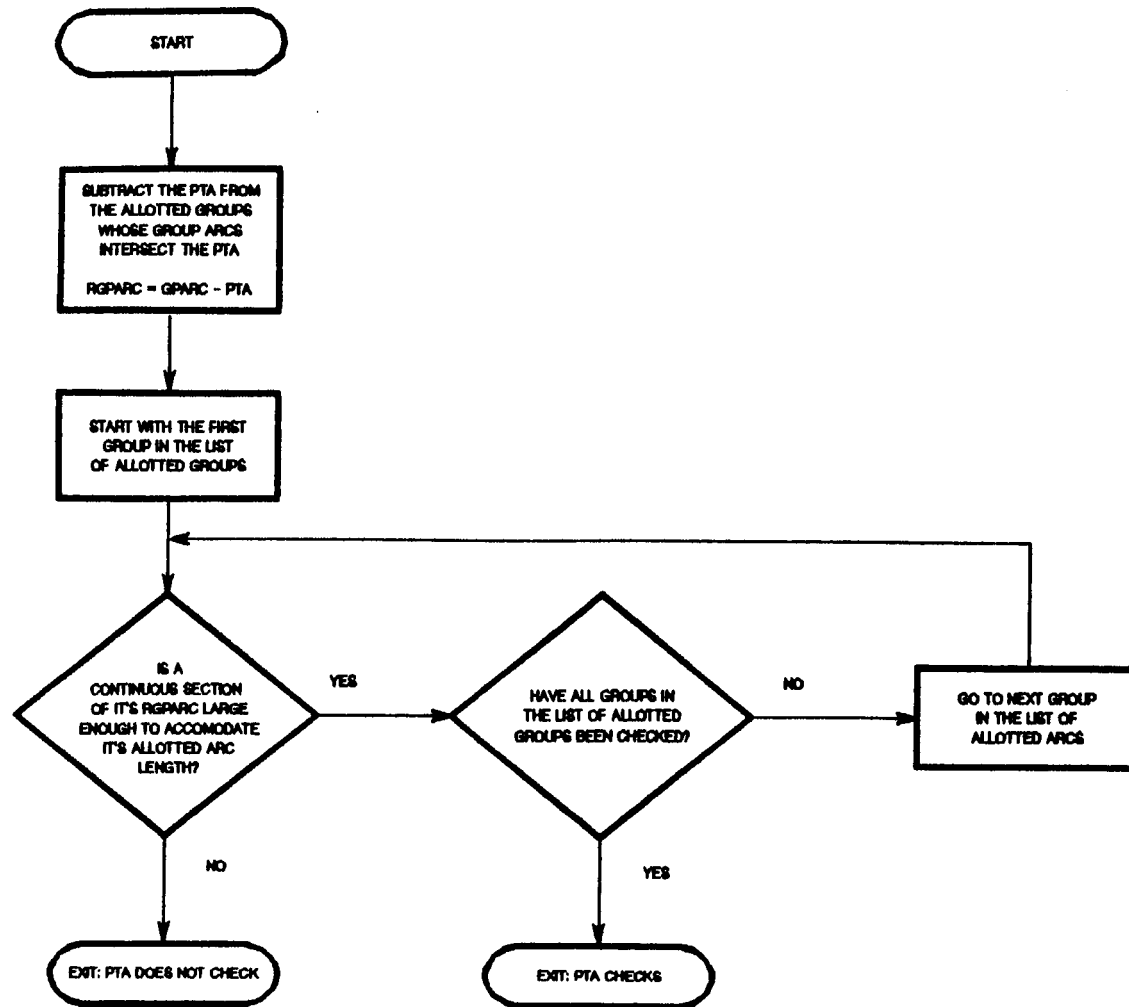 START
SUBTRACT THE PTA FROM
THE ALLOTTED GROUPS
WHOSE GROUP ARCS
INTERSECT THE PTA
RGPARC = GPARC - PTA
START WITH THE FIRST
GROUP IN THE LIST
OF ALLOTTED GROUPS
IS A
CONTINUOUS SECTION
OF IT'S RGPARC LARGE
ENOUGH TO ACCOMODATE
IT'S ALLOTTED ARC
LENGTH?
YES
HAVE ALL GROUPS IN
THE LIST OF ALLOTTED
GROUPS BEEN CHECKED?
NO
GO TO NEXT GROUP
IN THE LIST OF
ALLOTTED ARCS
NO
YES
EXIT: PTA DOES NOT CHECK
EXIT: PTA CHECKS